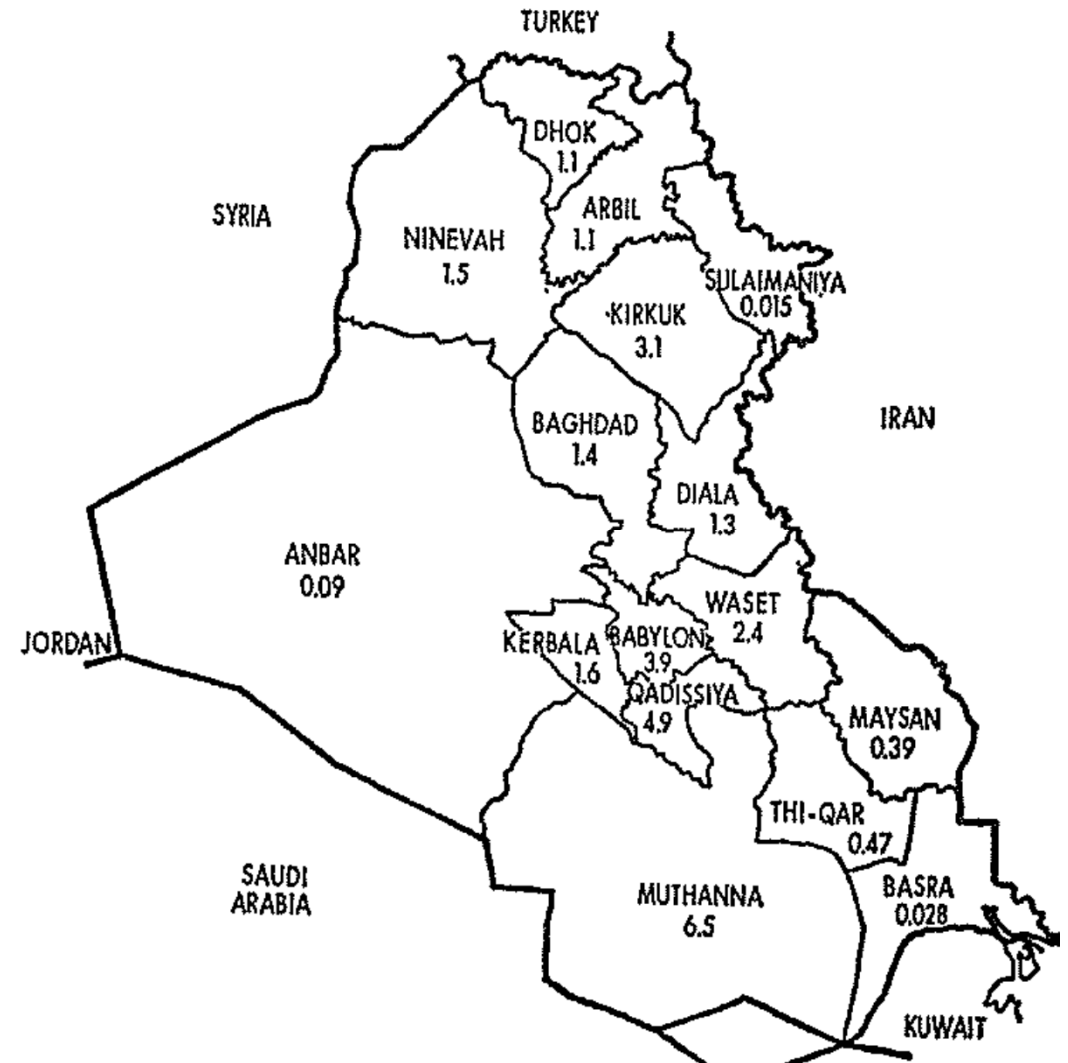 TURKEY
DHOK
1.1
SYRIA
ARBIL
1.1
NINEVAH
1.5
SULAIMANIYA
0.015
KIRKUK
3.1
BAGHDAD
1.4
IRAN
DIALA
1.3
ANBAR
0.09
WASET
2.4
JORDAN
KERBALA
1.6
BABYLON
3.9
QADISSIYA
4.9
MAYSAN
0.39
THI-QAR
0.47
SAUDI
ARABIA
MUTHANNA
6.5
BASRA
0.028
KUWAIT